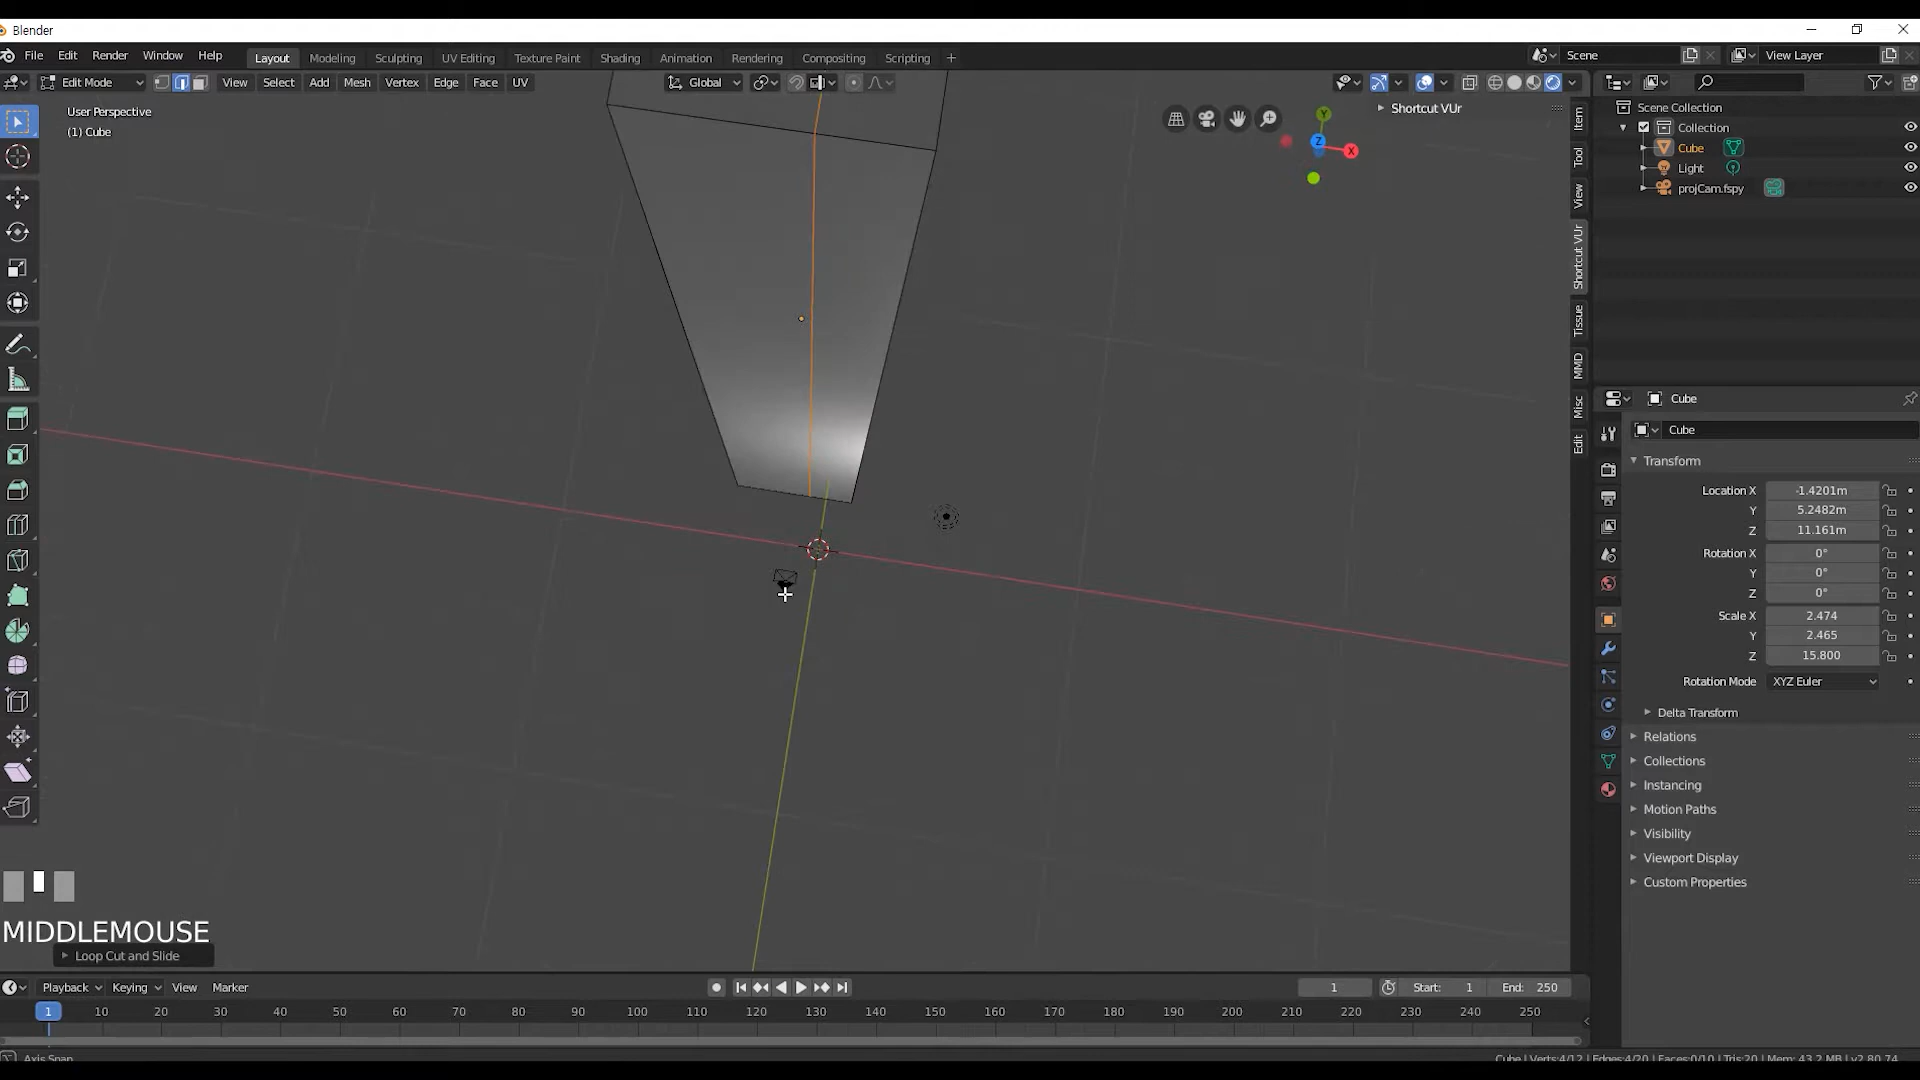 Blender
File Edit Render Window Help Layout Modeling Sculpting UV Editing Texture Paint Shading Animation Rendering Compositing Scripting + Scene View Layer
Edit Mode View Select Add Mesh Vertex Edge Face UV Global
User Perspective
(1) Cube
Shortcut VUr
Y
Z
X
Item
Tool
View
Shortcut VUr
Tissue
MMD
Misc
Edit
Scene Collection
Collection
Cube
Light
projCam.fspy
Cube
Cube
Transform
Location X -1.4201m
Y 5.2482m
Z 11.161m
Rotation X 0°
Y 0°
Z 0°
Scale X 2.474
Y 2.465
Z 15.800
Rotation Mode XYZ Euler
Delta Transform
Relations
Collections
Instancing
Motion Paths
Visibility
Viewport Display
Custom Properties
MIDDLEMOUSE
Loop Cut and Slide
Playback Keying View Marker 1 Start: 1 End: 250
1 10 20 30 40 50 60 70 80 90 100 110 120 130 140 150 160 170 180 190 200 210 220 230 240 250
Axis Snap
Cube | Verts:4/12 | Edges:4/20 | Faces:0/10 | Tris:20 | Mem: 43.2 MB | v2.80.74